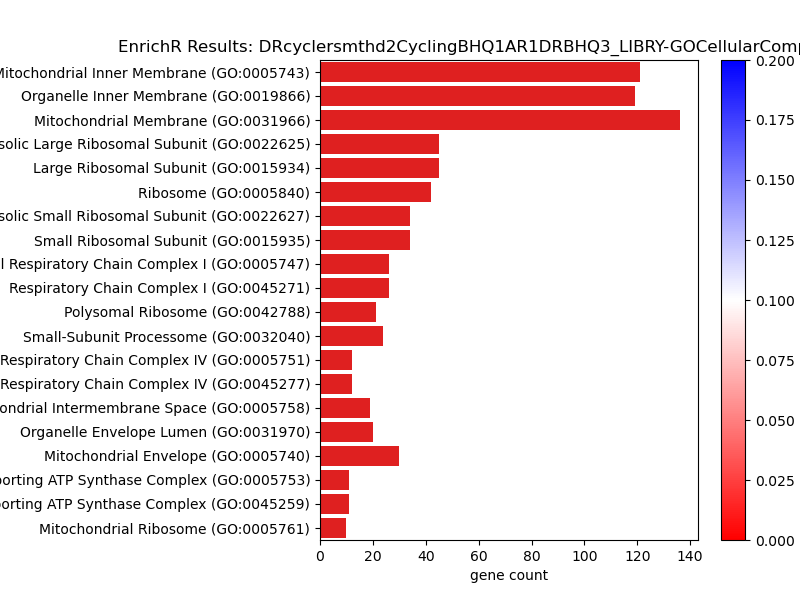 EnrichR Results: DRcyclersmthd2CyclingBHQ1AR1DRBHQ3_LIBRY-GOCellularComp
Mitochondrial Inner Membrane (GO:0005743)
Organelle Inner Membrane (GO:0019866)
Mitochondrial Membrane (GO:0031966)
solic Large Ribosomal Subunit (GO:0022625)
Large Ribosomal Subunit (GO:0015934)
Ribosome (GO:0005840)
solic Small Ribosomal Subunit (GO:0022627)
Small Ribosomal Subunit (GO:0015935)
l Respiratory Chain Complex I (GO:0005747)
Respiratory Chain Complex I (GO:0045271)
Polysomal Ribosome (GO:0042788)
Small-Subunit Processome (GO:0032040)
Respiratory Chain Complex IV (GO:0005751)
Respiratory Chain Complex IV (GO:0045277)
ondrial Intermembrane Space (GO:0005758)
Organelle Envelope Lumen (GO:0031970)
Mitochondrial Envelope (GO:0005740)
porting ATP Synthase Complex (GO:0005753)
porting ATP Synthase Complex (GO:0045259)
Mitochondrial Ribosome (GO:0005761)
0 20 40 60 80 100 120 140
gene count
0.200
0.175
0.150
0.125
0.100
0.075
0.050
0.025
0.000